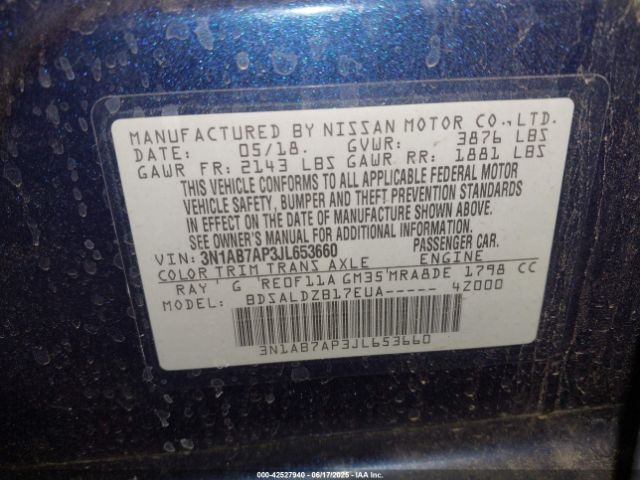 MANUFACTURED BY NISSAN MOTOR CO.,LTD.
DATE: 05/18. GVWR: 3876 LBS
GAWR FR: 2143 LBS GAWR RR: 1881 LBS
THIS VEHICLE CONFORMS TO ALL APPLICABLE FEDERAL MOTOR
VEHICLE SAFETY, BUMPER AND THEFT PREVENTION STANDARDS
IN EFFECT ON THE DATE OF MANUFACTURE SHOWN ABOVE.
SEE OWNER'S MANUAL FOR ADDITIONAL INFORMATION.
VIN: 3N1AB7AP3JL653660 PASSENGER CAR.
COLOR TRIM TRANS AXLE ENGINE
RAY G RE0F11A GM35 MRA8DE 1798 CC
MODEL: BDSALDZB17EUA----- 4Z000
3N1AB7AP3JL653660
000-42527940 - 06/17/2025 - IAAI.COM